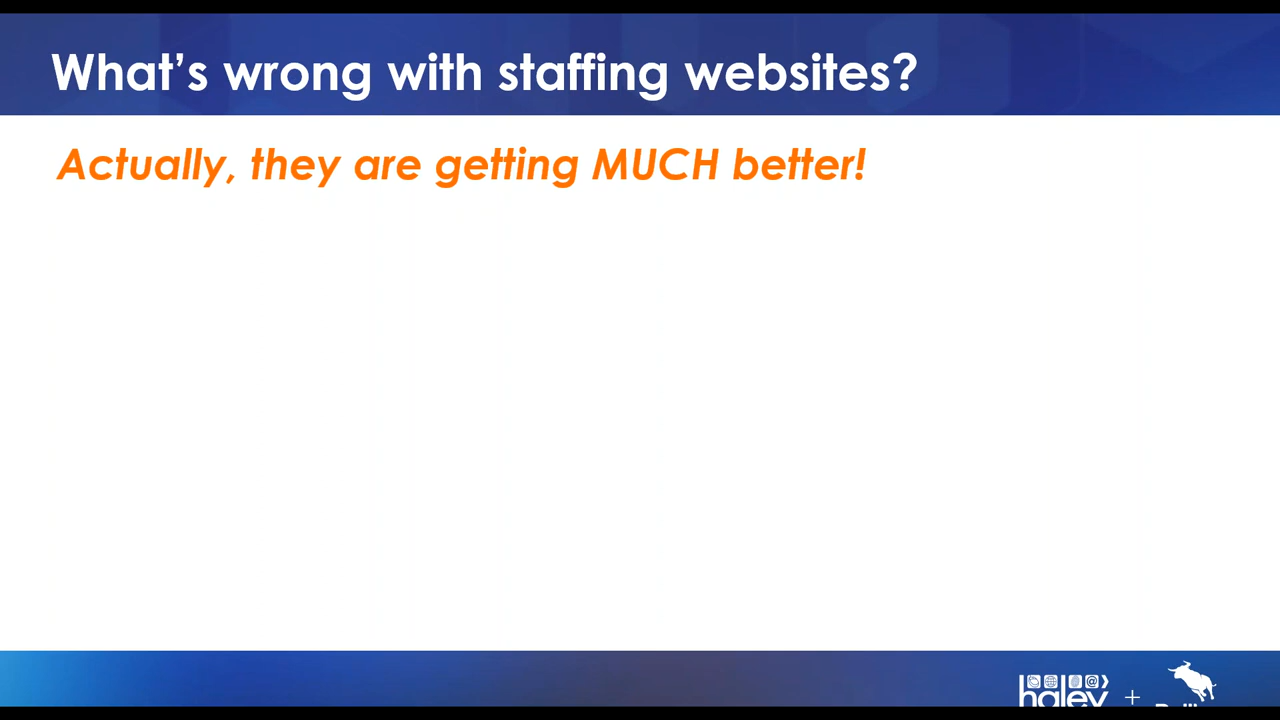 What's wrong with staffing websites?
Actually, they are getting MUCH better!
haley
+